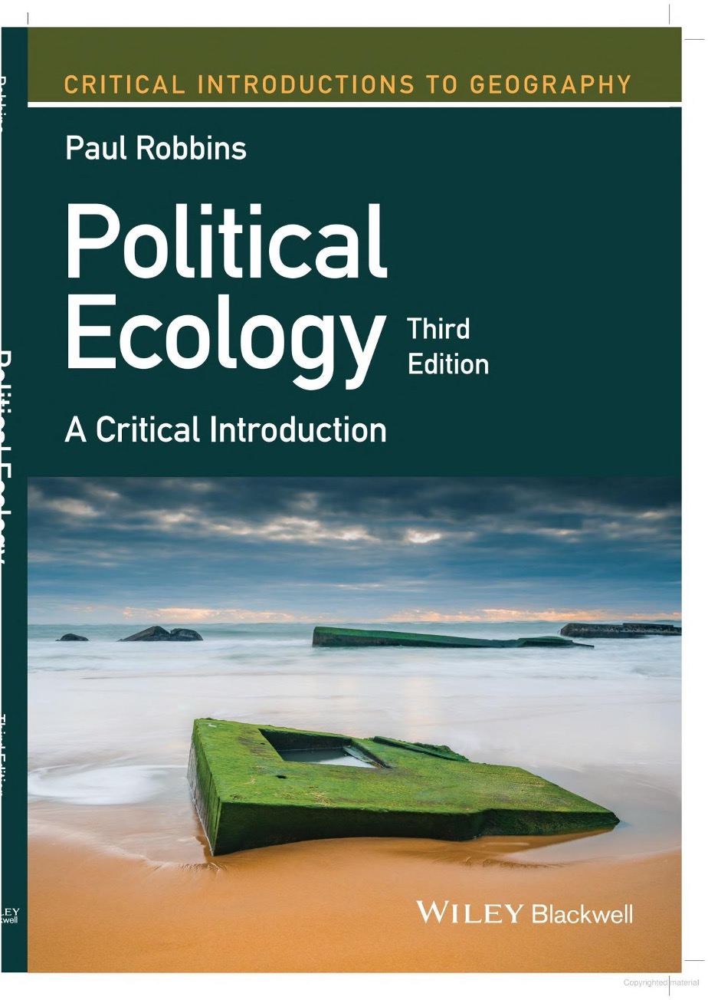 CRITICAL INTRODUCTIONS TO GEOGRAPHY
Paul Robbins
Political
Ecology
Third
Edition
A Critical Introduction
WILEY Blackwell
Copyrighted material